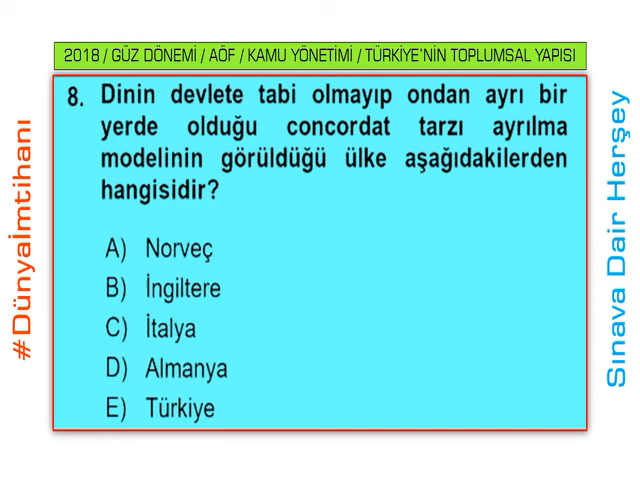 2018 / GÜZ DÖNEMİ / AÖF / KAMU YÖNETİMİ / TÜRKİYE'NİN TOPLUMSAL YAPISI
#Dünyaİmtihanı
8. Dinin devlete tabi olmayıp ondan ayrı bir
yerde olduğu concordat tarzı ayrılma
modelinin görüldüğü ülke aşağıdakilerden
hangisidir?
A) Norveç
B) İngiltere
C) İtalya
D) Almanya
E) Türkiye
Sınava Dair Herşey